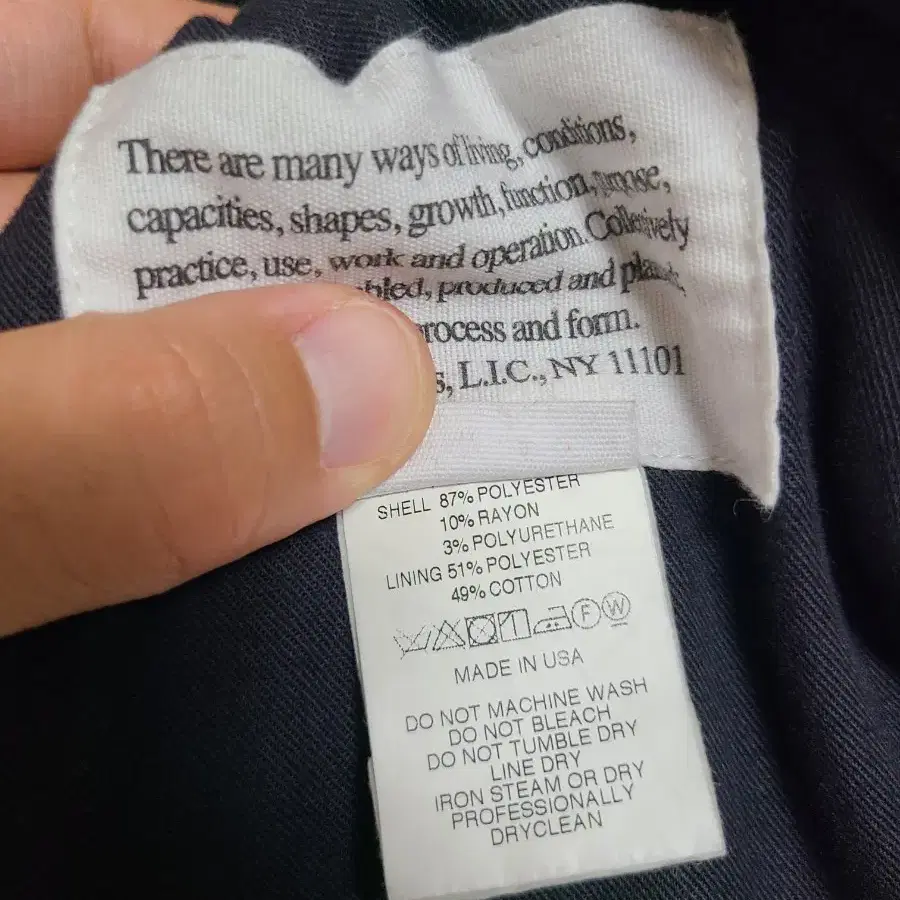 There are many ways of living, conditions,
capacities, shapes, growth, function, purpose,
practice, use, work and operation. Collectively
produced and
process and form.
L.I.C., NY 11101
SHELL 87% POLYESTER
10% RAYON
3% POLYURETHANE
LINING 51% POLYESTER
49% COTTON
F W
MADE IN USA
DO NOT MACHINE WASH
DO NOT BLEACH
DO NOT TUMBLE DRY
LINE DRY
IRON STEAM OR DRY
PROFESSIONALLY
DRYCLEAN